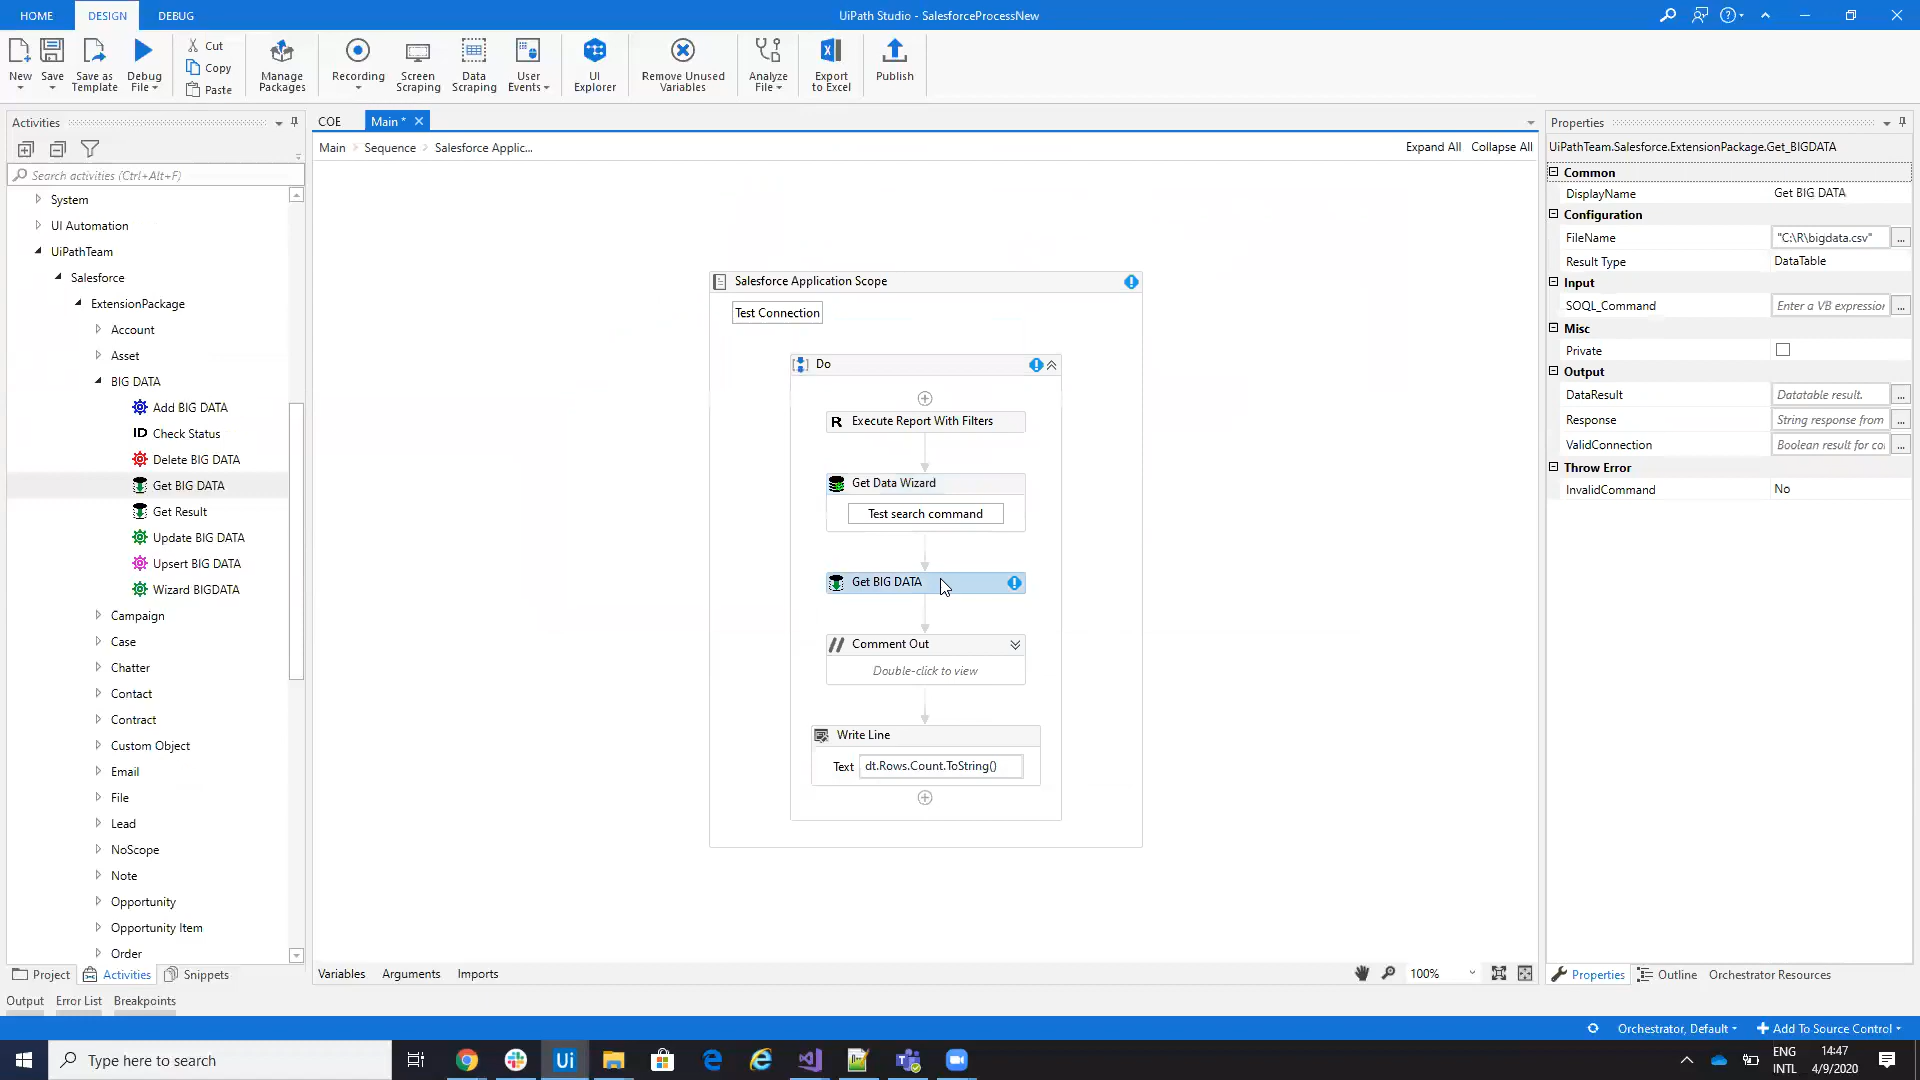 HOME
DESIGN
DEBUG
UiPath Studio - SalesforceProcessNew
New
Save
Save as Template
Debug File
Cut
Copy
Paste
Manage Packages
Recording
Screen Scraping
Data Scraping
User Events
UI Explorer
Remove Unused Variables
Analyze File
Export to Excel
Publish
Activities
Search activities (Ctrl+Alt+F)
System
UI Automation
UiPathTeam
Salesforce
ExtensionPackage
Account
Asset
BIG DATA
Add BIG DATA
ID Check Status
Delete BIG DATA
Get BIG DATA
Get Result
Update BIG DATA
Upsert BIG DATA
Wizard BIGDATA
Campaign
Case
Chatter
Contact
Contract
Custom Object
Email
File
Lead
NoScope
Note
Opportunity
Opportunity Item
Order
Project
Activities
Snippets
COE
Main *
Main
Sequence
Salesforce Applic...
Expand All
Collapse All
Salesforce Application Scope
Test Connection
Do
R Execute Report With Filters
Get Data Wizard
Test search command
Get BIG DATA
// Comment Out
Double-click to view
Write Line
Text dt.Rows.Count.ToString()
Variables
Arguments
Imports
100%
Properties
UiPathTeam.Salesforce.ExtensionPackage.Get_BIGDATA
Common
DisplayName Get BIG DATA
Configuration
FileName "C:\R\bigdata.csv" ...
Result Type DataTable
Input
SOQL_Command Enter a VB expression ...
Misc
Private
Output
DataResult Datatable result. ...
Response String response from ...
ValidConnection Boolean result for co ...
Throw Error
InvalidCommand No
Properties
Outline
Orchestrator Resources
Output
Error List
Breakpoints
Orchestrator, Default
Add To Source Control
Type here to search
Ui
ENG
INTL
14:47
4/9/2020